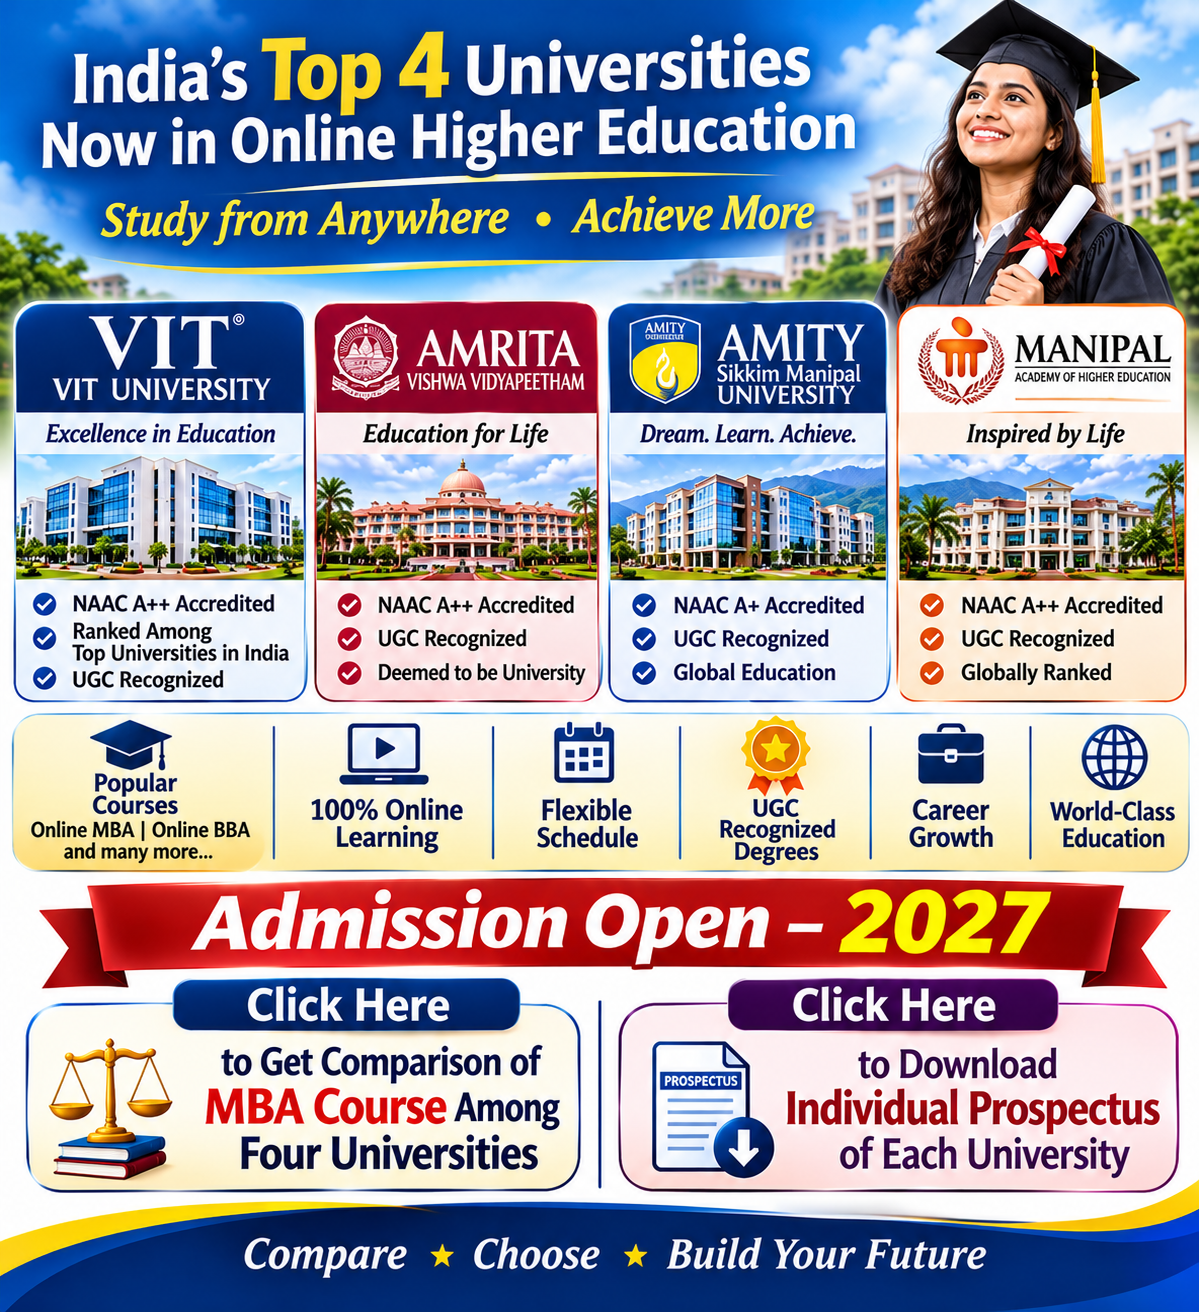 India's Top 4 Universities
Now in Online Higher Education
Study from Anywhere • Achieve More
VIT®
VIT UNIVERSITY
Excellence in Education
NAAC A++ Accredited
Ranked Among
Top Universities in India
UGC Recognized
AMRITA
VISHWA VIDYAPEETHAM
Education for Life
NAAC A++ Accredited
UGC Recognized
Deemed to be University
AMITY
AMITY
Sikkim Manipal
UNIVERSITY
Dream. Learn. Achieve.
NAAC A+ Accredited
UGC Recognized
Global Education
MANIPAL
ACADEMY OF HIGHER EDUCATION
Inspired by Life
NAAC A++ Accredited
UGC Recognized
Globally Ranked
Popular
Courses
Online MBA | Online BBA
and many more...
100% Online
Learning
Flexible
Schedule
UGC
Recognized
Degrees
Career
Growth
World-Class
Education
Admission Open – 2027
Click Here
to Get Comparison of
MBA Course Among
Four Universities
Click Here
PROSPECTUS
to Download
Individual Prospectus
of Each University
Compare ★ Choose ★ Build Your Future